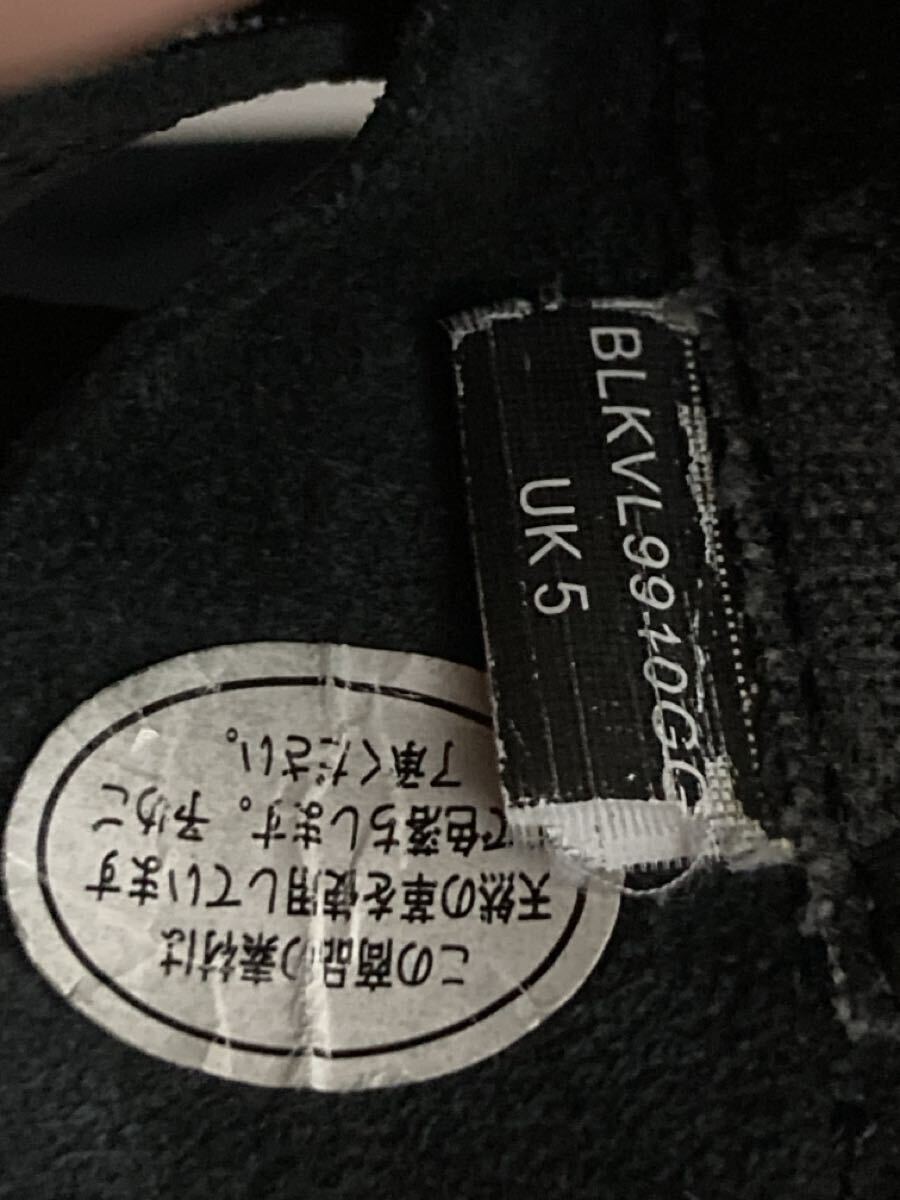 BLKVL9910G
UK 5
この商品の素材は
天然の革を使用しています
で色落ちします。予めご
了承ください。